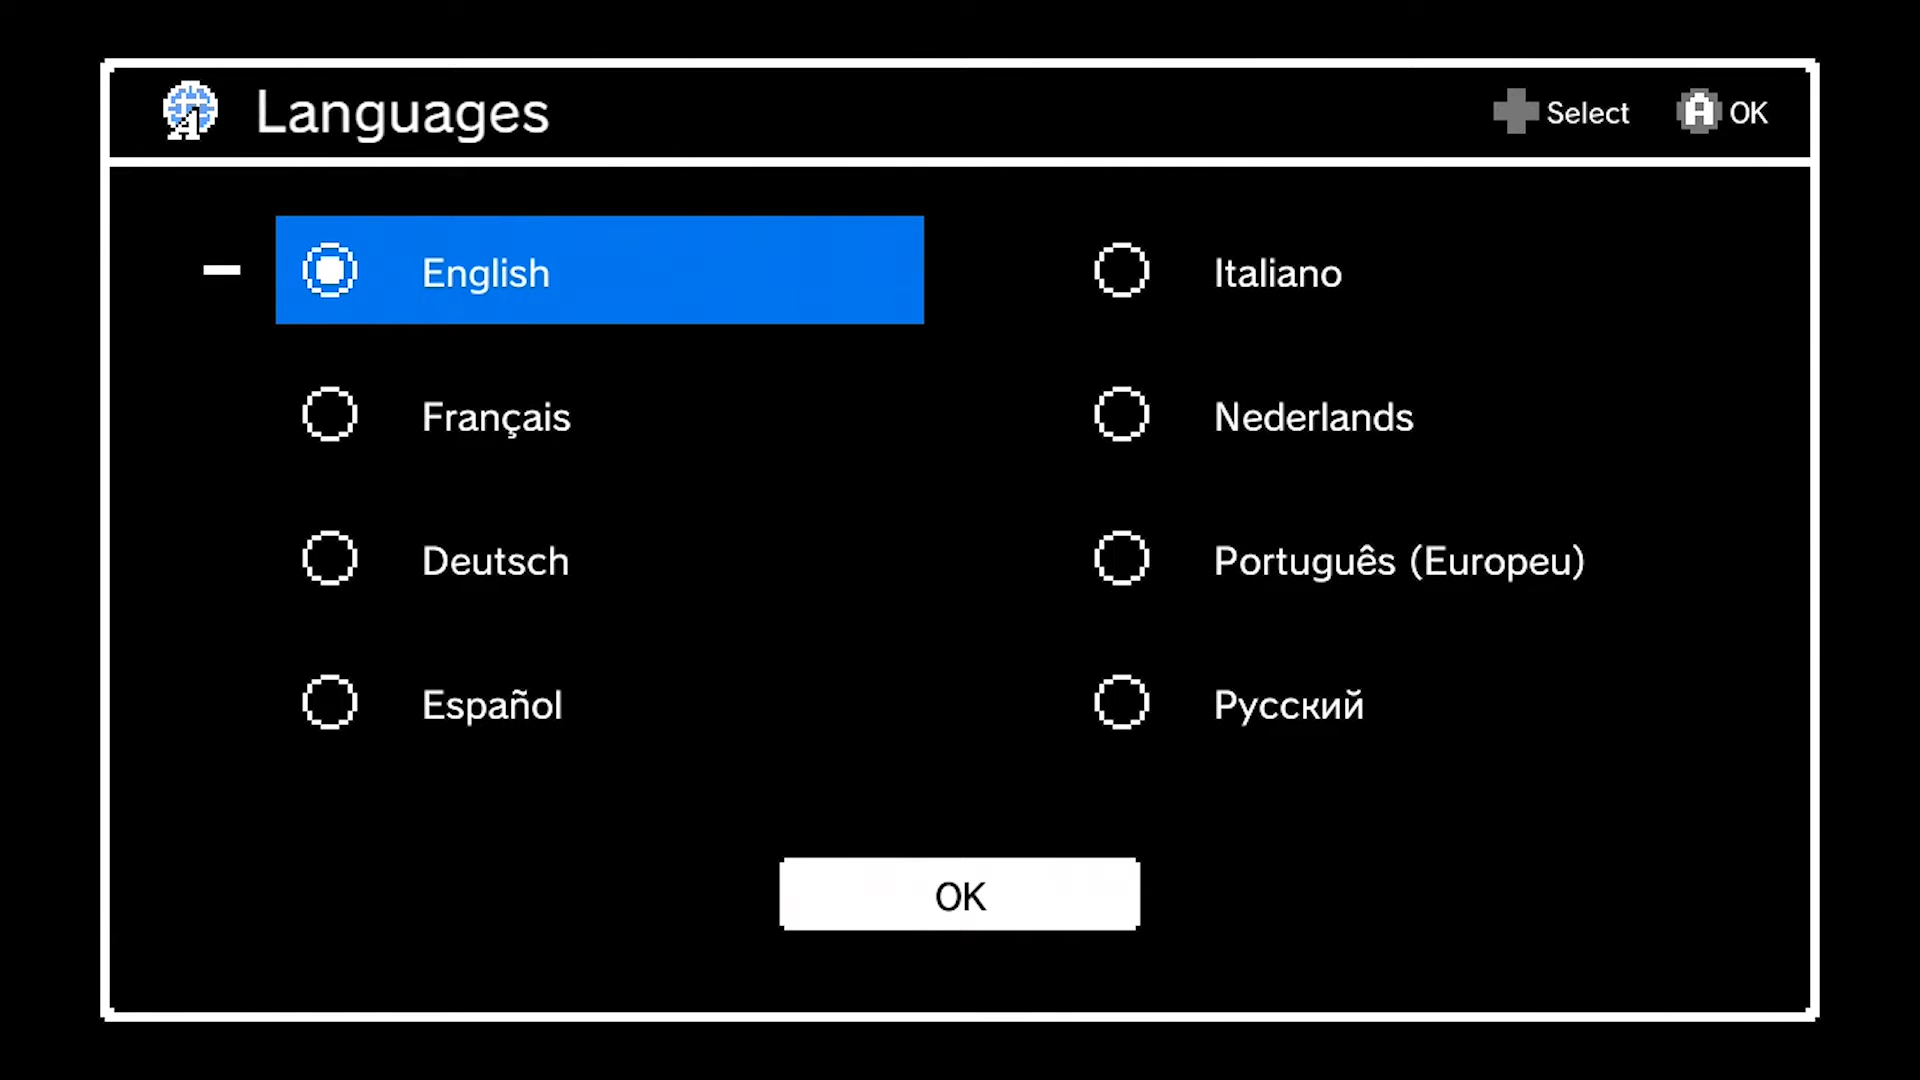 Languages
Select
A OK
English
Italiano
Français
Nederlands
Deutsch
Português (Europeu)
Español
Русский
OK